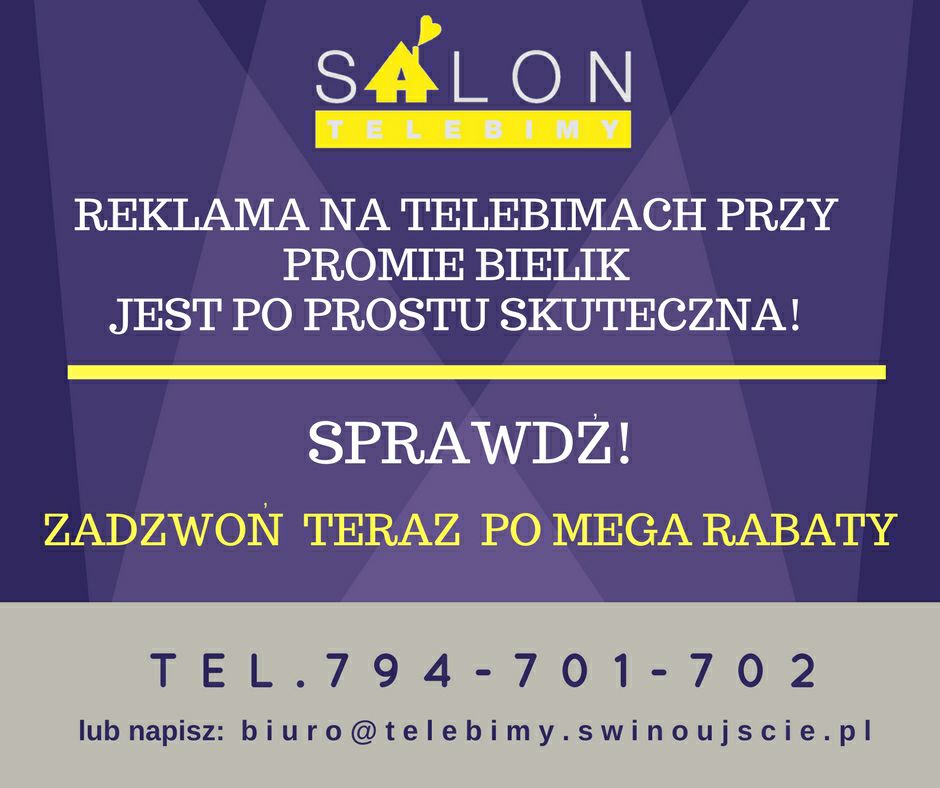 SALON
TELEBIMY
REKLAMA NA TELEBIMACH PRZY
PROMIE BIELIK
JEST PO PROSTU SKUTECZNA!
SPRAWDŹ!
ZADZWOŃ TERAZ PO MEGA RABATY
TEL.794-701-702
lub napisz: biuro@telebimy.swinoujscie.pl